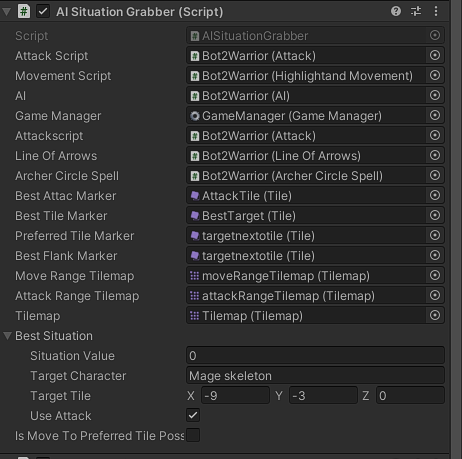 AI Situation Grabber (Script)
Script AISituationGrabber
Attack Script Bot2Warrior (Attack)
Movement Script Bot2Warrior (Highlightand Movement)
AI Bot2Warrior (AI)
Game Manager GameManager (Game Manager)
Attackscript Bot2Warrior (Attack)
Line Of Arrows Bot2Warrior (Line Of Arrows)
Archer Circle Spell Bot2Warrior (Archer Circle Spell)
Best Attac Marker AttackTile (Tile)
Best Tile Marker BestTarget (Tile)
Preferred Tile Marker targetnextotile (Tile)
Best Flank Marker targetnextotile (Tile)
Move Range Tilemap moveRangeTilemap (Tilemap)
Attack Range Tilemap attackRangeTilemap (Tilemap)
Tilemap Tilemap (Tilemap)
Best Situation
Situation Value 0
Target Character Mage skeleton
Target Tile X -9 Y -3 Z 0
Use Attack
Is Move To Preferred Tile Poss